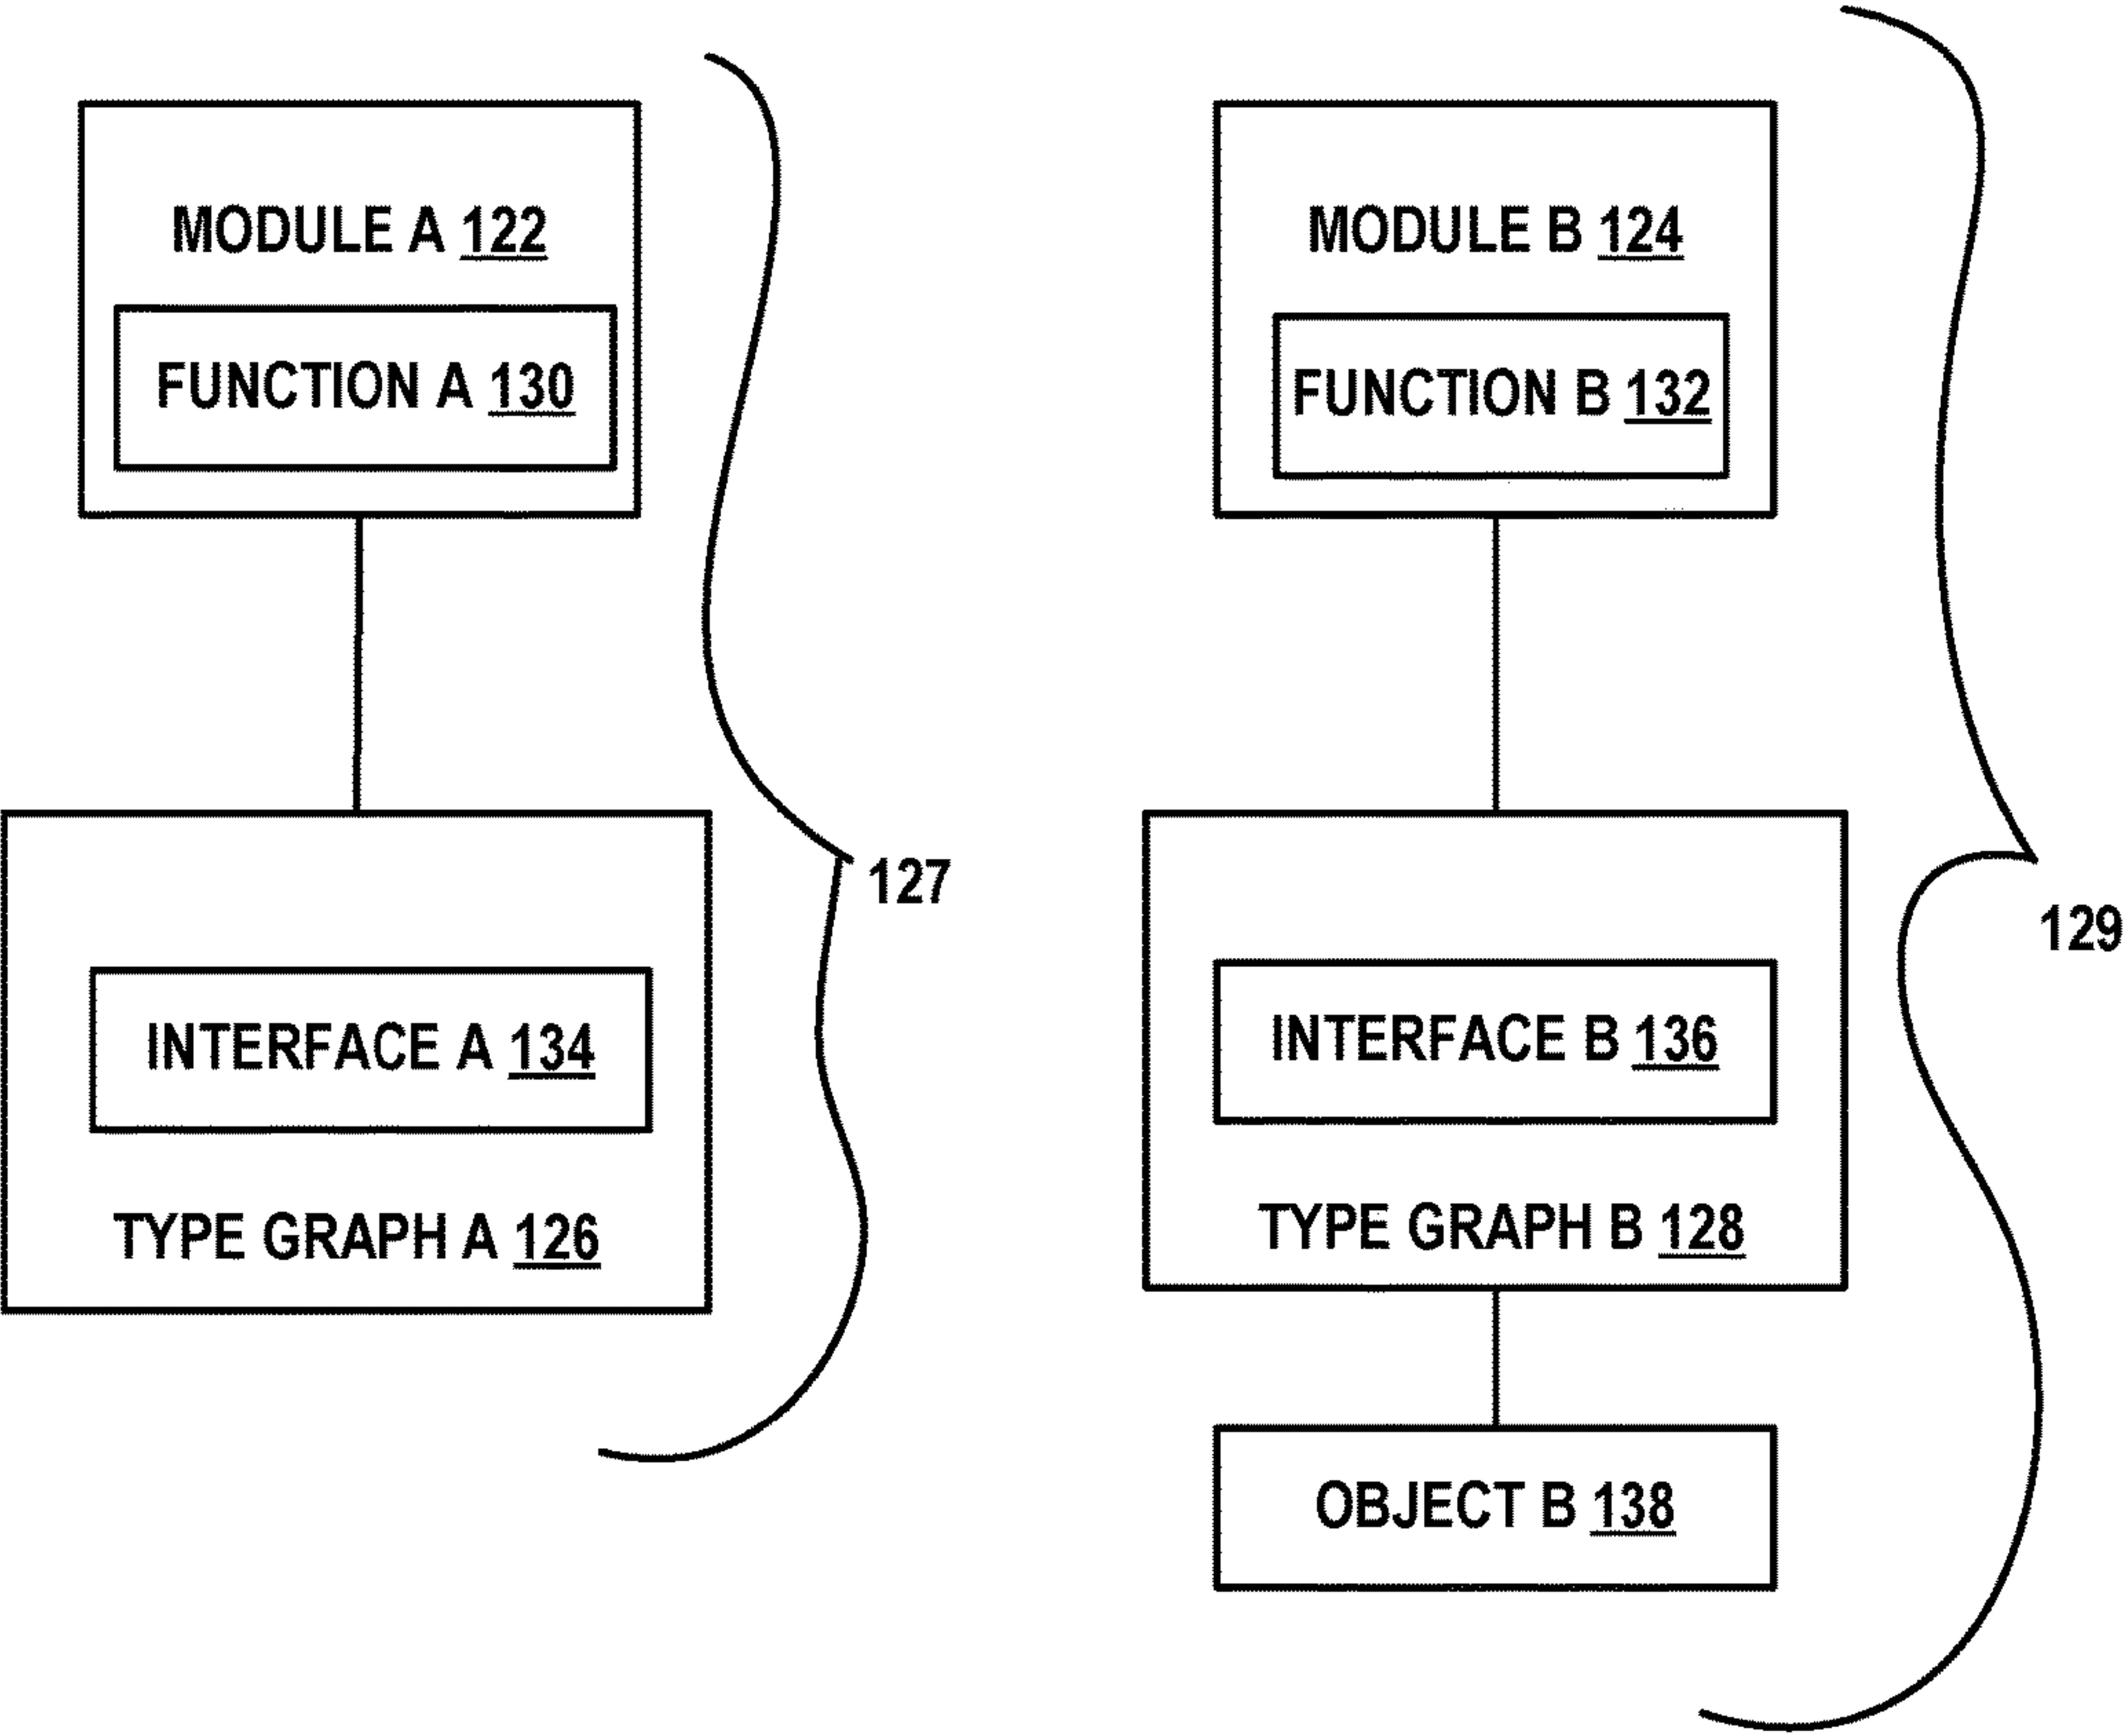 MODULE A 122
FUNCTION A 130
INTERFACE A 134
TYPE GRAPH A 126
127
MODULE B 124
FUNCTION B 132
INTERFACE B 136
TYPE GRAPH B 128
OBJECT B 138
129